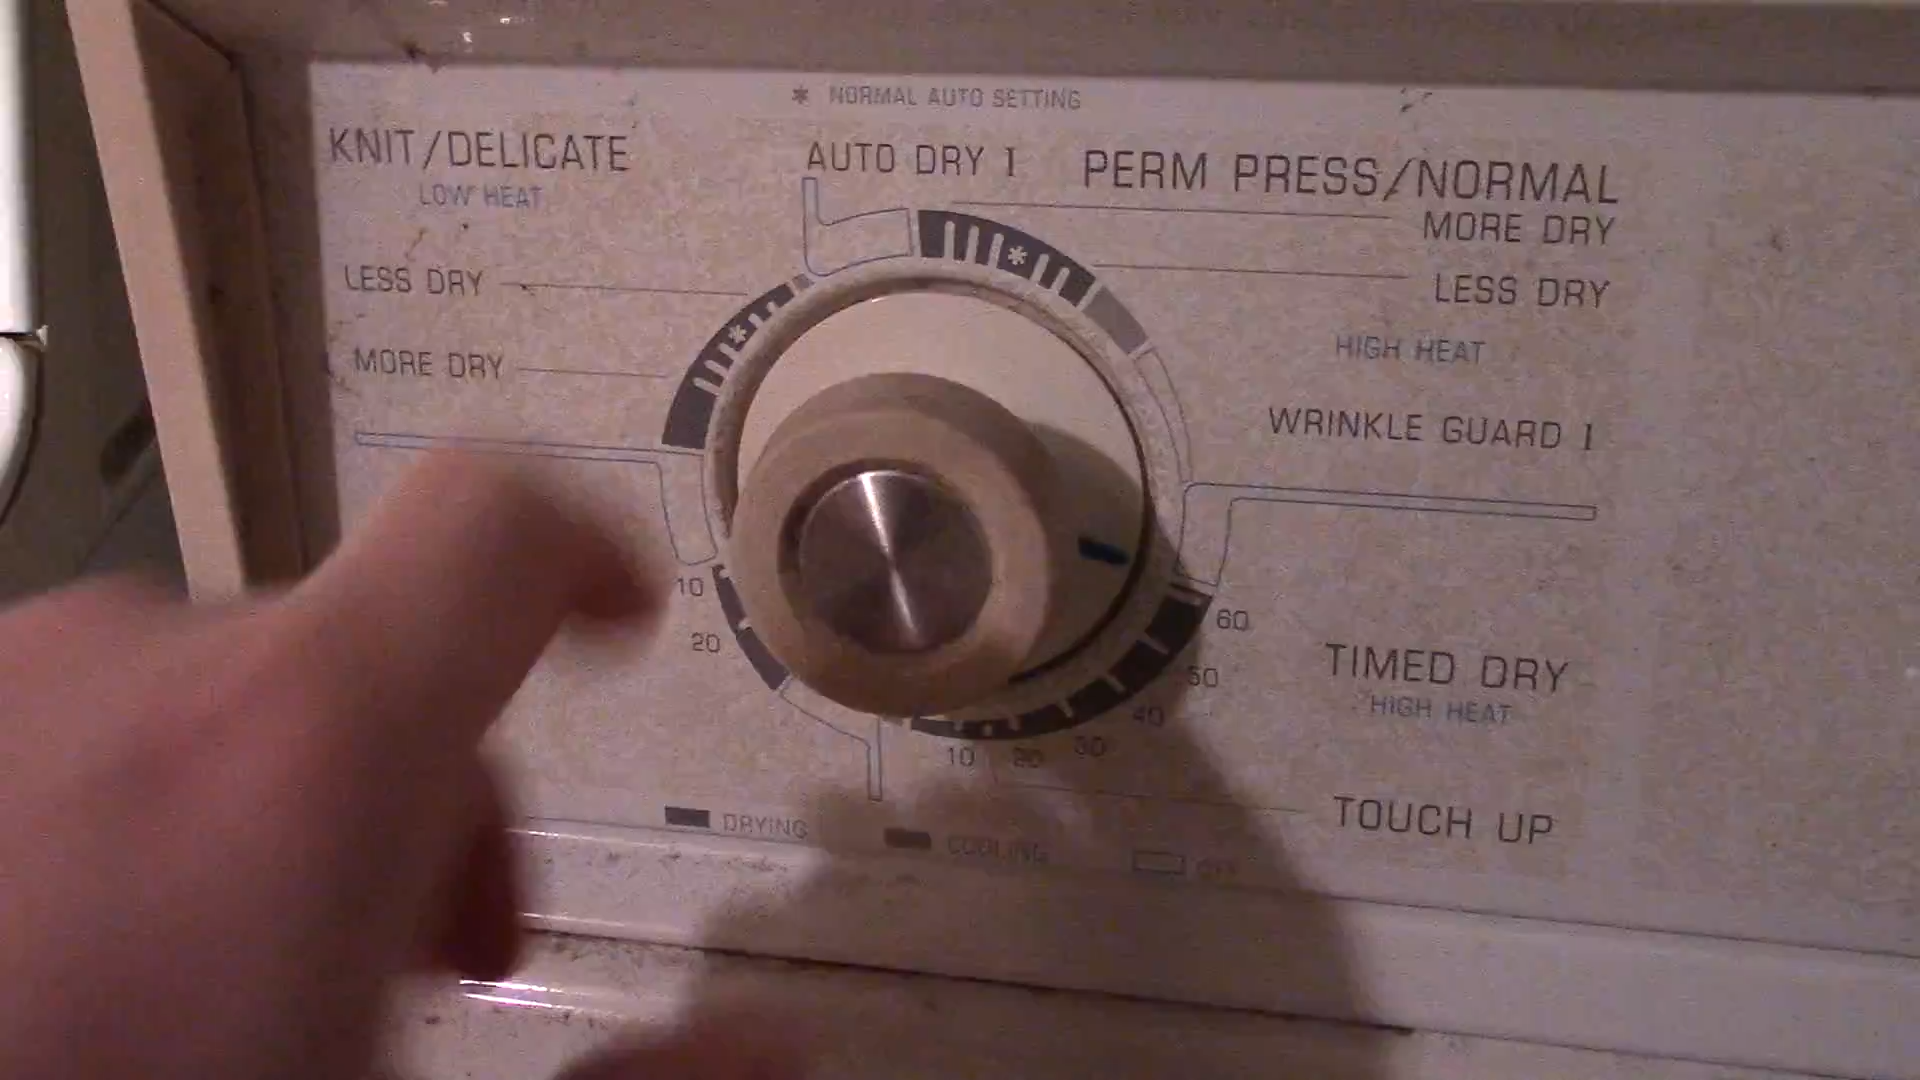 * NORMAL AUTO SETTING
KNIT/DELICATE
LOW HEAT
AUTO DRY I
PERM PRESS/NORMAL
MORE DRY
LESS DRY
LESS DRY
*
*
HIGH HEAT
MORE DRY
WRINKLE GUARD I
10
20
60
50
40
30
20
10
TIMED DRY
HIGH HEAT
TOUCH UP
DRYING
COOLING
OFF